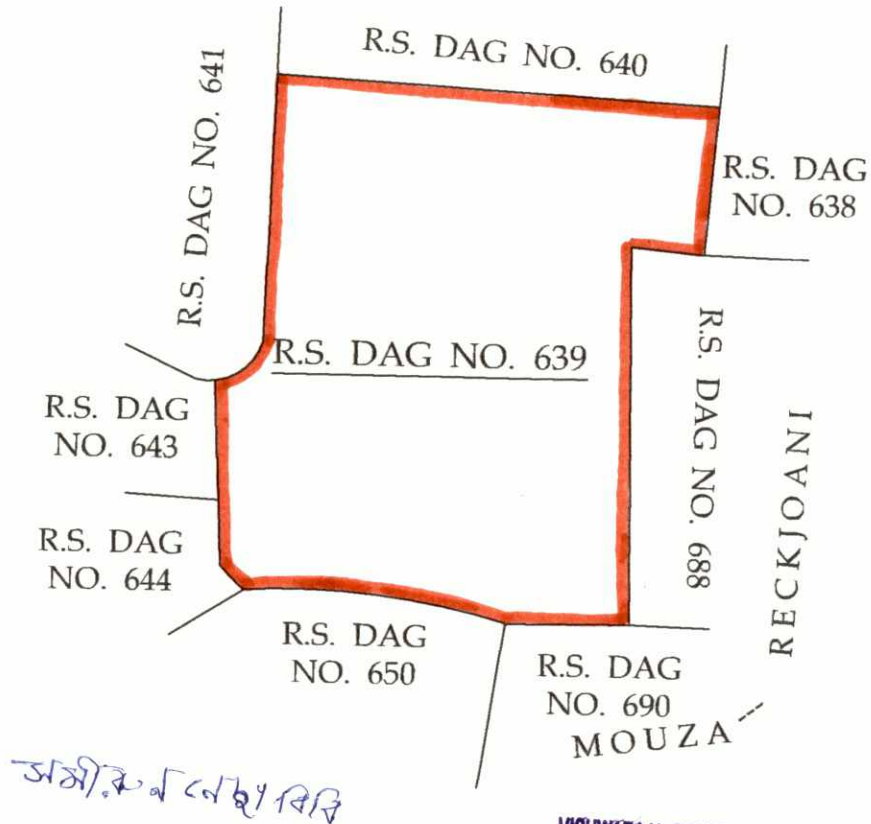 R.S. DAG NO. 640
R.S. DAG NO. 641
R.S. DAG
NO. 638
R.S. DAG NO. 639
R.S. DAG
NO. 643
R.S. DAG NO. 688
RECKJOANI
R.S. DAG
NO. 644
R.S. DAG
NO. 650
R.S. DAG
NO. 690
MOUZA
বিবি